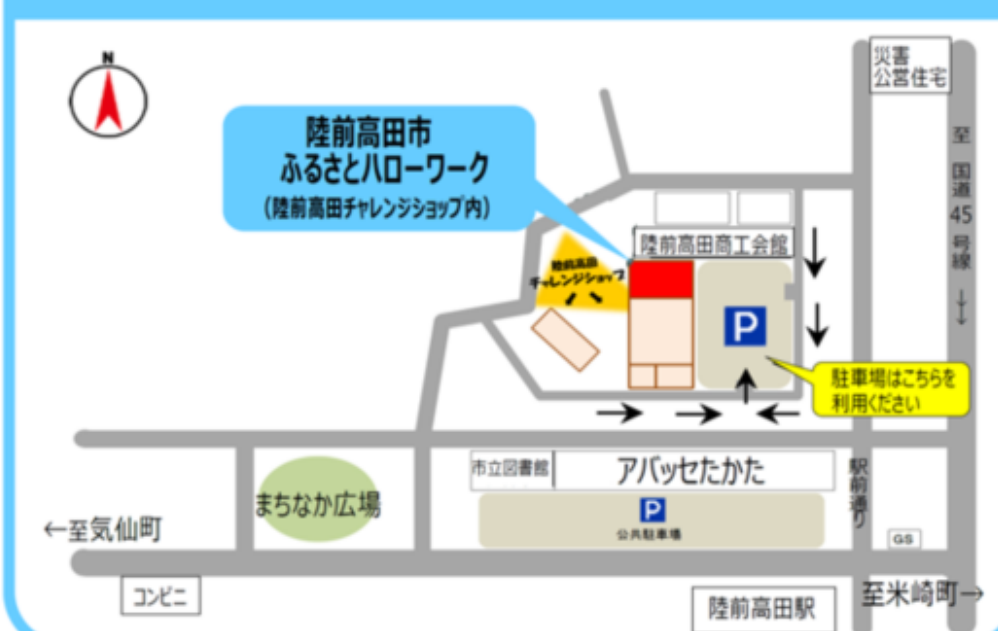 N
災害
公営住宅
陸前高田市
ふるさとハローワーク
(陸前高田チャレンジショップ内)
至 国道 45 号線 ↓
陸前高田商工会館
陸前高田
チャレンジショップ
P
駐車場はこちらを
利用ください
市立図書館
アバッセたかた
駅前通り
まちなか広場
P
公共駐車場
←至気仙町
GS
コンビニ
陸前高田駅
至米崎町→